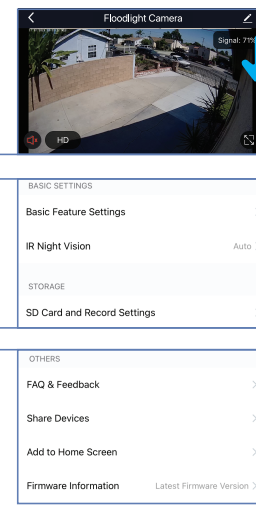 Floodlight Camera
Signal: 71%
HD
BASIC SETTINGS
Basic Feature Settings
IR Night Vision
Auto
STORAGE
SD Card and Record Settings
OTHERS
FAQ & Feedback
Share Devices
Add to Home Screen
Firmware Information
Latest Firmware Version